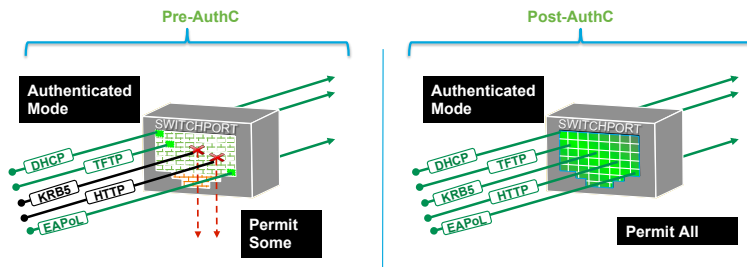 Pre-AuthC
Authenticated
Mode
SWITCHPORT
DHCP
TFTP
KRB5
HTTP
EAPoL
Permit
Some
Post-AuthC
Authenticated
Mode
SWITCHPORT
DHCP
TFTP
KRB5
HTTP
EAPoL
Permit All